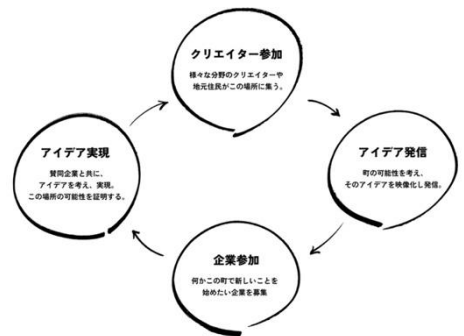 クリエイター参加
様々な分野のクリエイターや
地元住民がこの場所に集う。
アイデア発信
町の可能性を考え、
そのアイデアを映像化し発信。
企業参加
何かこの町で新しいことを
始めたい企業を募集
アイデア実現
賛同企業と共に、
アイデアを考え、実現。
この場所の可能性を証明する。